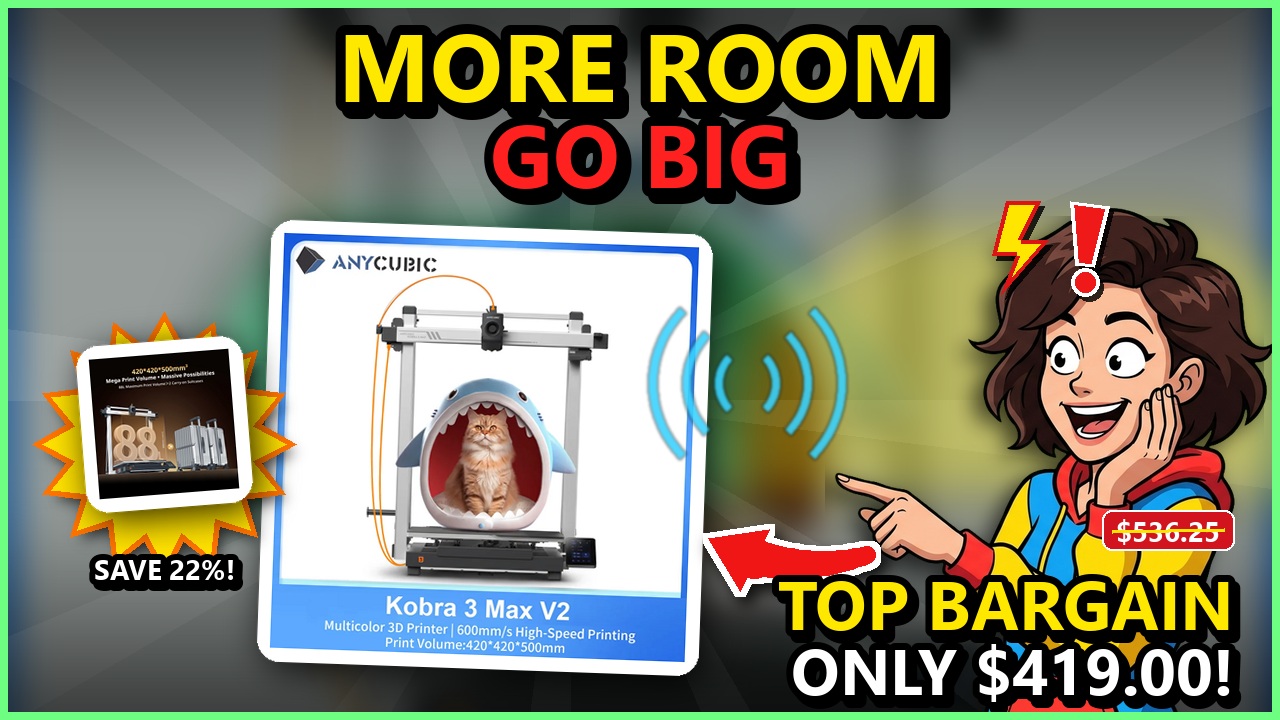 MORE ROOM
GO BIG
ANYCUBIC
420*420*500mm³
Mega Print Volume • Massive Possibilities
88
SAVE 22%!
Kobra 3 Max V2
Multicolor 3D Printer | 600mm/s High-Speed Printing
Print Volume:420*420*500mm
$536.25
TOP BARGAIN
ONLY $419.00!